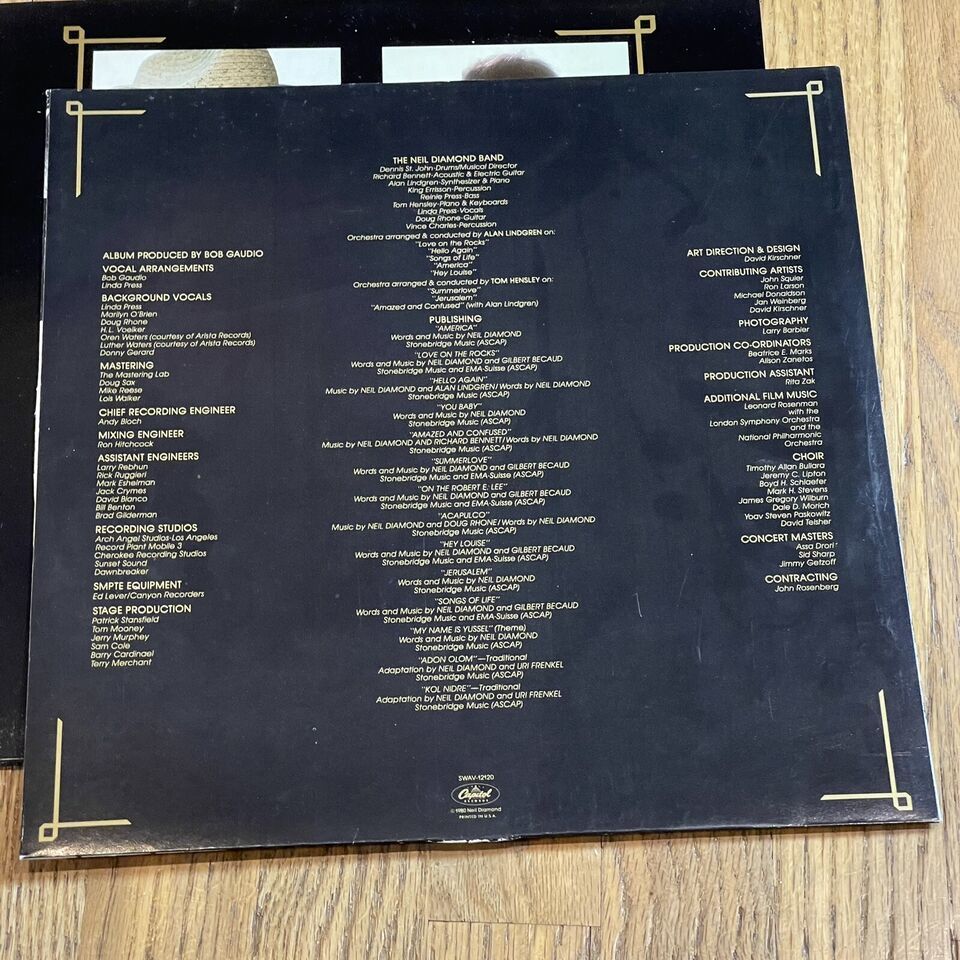 THE NEIL DIAMOND BAND
Dennis St. John-Drums/Musical Director
Richard Bennett-Acoustic & Electric Guitar
Alan Lindgren-Synthesizer & Piano
King Errisson-Percussion
Reinie Press-Bass
Tom Hensley-Piano & Keyboards
Linda Press-Vocals
Doug Rhone-Guitar
Vince Charles-Percussion
Orchestra arranged & conducted by ALAN LINDGREN on:
"Love on the Rocks"
"Hello Again"
"Songs of Life"
"America"
"Hey Louise"
Orchestra arranged & conducted by TOM HENSLEY on:
"Summerlove"
"Jerusalem"
"Amazed and Confused" (with Alan Lindgren)
PUBLISHING
"AMERICA"
Words and Music by NEIL DIAMOND
Stonebridge Music (ASCAP)
"LOVE ON THE ROCKS"
Words and Music by NEIL DIAMOND and GILBERT BECAUD
Stonebridge Music and EMA-Suisse (ASCAP)
"HELLO AGAIN"
Music by NEIL DIAMOND and ALAN LINDGREN/Words by NEIL DIAMOND
Stonebridge Music (ASCAP)
"YOU BABY"
Words and Music by NEIL DIAMOND
Stonebridge Music (ASCAP)
"AMAZED AND CONFUSED"
Music by NEIL DIAMOND AND RICHARD BENNETT/Words by NEIL DIAMOND
Stonebridge Music (ASCAP)
"SUMMERLOVE"
Words and Music by NEIL DIAMOND and GILBERT BECAUD
Stonebridge Music and EMA-Suisse (ASCAP)
"ON THE ROBERT E. LEE"
Words and Music by NEIL DIAMOND and GILBERT BECAUD
Stonebridge Music and EMA-Suisse (ASCAP)
"ACAPULCO"
Music by NEIL DIAMOND and DOUG RHONE/Words by NEIL DIAMOND
Stonebridge Music (ASCAP)
"HEY LOUISE"
Words and Music by NEIL DIAMOND and GILBERT BECAUD
Stonebridge Music and EMA-Suisse (ASCAP)
"JERUSALEM"
Words and Music by NEIL DIAMOND
Stonebridge Music (ASCAP)
"SONGS OF LIFE"
Words and Music by NEIL DIAMOND and GILBERT BECAUD
Stonebridge Music and EMA-Suisse (ASCAP)
"MY NAME IS YUSSEL" (Theme)
Words and Music by NEIL DIAMOND
Stonebridge Music (ASCAP)
"ADON OLOM"—Traditional
Adaptation by NEIL DIAMOND and URI FRENKEL
Stonebridge Music (ASCAP)
"KOL NIDRE"—Traditional
Adaptation by NEIL DIAMOND and URI FRENKEL
Stonebridge Music (ASCAP)
ALBUM PRODUCED BY BOB GAUDIO
VOCAL ARRANGEMENTS
Bob Gaudio
Linda Press
BACKGROUND VOCALS
Linda Press
Marilyn O'Brien
Doug Rhone
H.L. Voelker
Oren Waters (courtesy of Arista Records)
Luther Waters (courtesy of Arista Records)
Donny Gerard
MASTERING
The Mastering Lab
Doug Sax
Mike Reese
Lois Walker
CHIEF RECORDING ENGINEER
Andy Bloch
MIXING ENGINEER
Ron Hitchcock
ASSISTANT ENGINEERS
Larry Rebhun
Rick Ruggieri
Mark Eshelman
Jack Crymes
David Bianco
Bill Benton
Brad Gilderman
RECORDING STUDIOS
Arch Angel Studios-Los Angeles
Record Plant Mobile 3
Cherokee Recording Studios
Sunset Sound
Dawnbreaker
SMPTE EQUIPMENT
Ed Lever/Canyon Recorders
STAGE PRODUCTION
Patrick Stansfield
Tom Mooney
Jerry Murphey
Sam Cole
Barry Cardinael
Terry Merchant
ART DIRECTION & DESIGN
David Kirschner
CONTRIBUTING ARTISTS
John Squier
Ron Larson
Michael Donaldson
Jan Weinberg
David Kirschner
PHOTOGRAPHY
Larry Barbier
PRODUCTION CO-ORDINATORS
Beatrice E. Marks
Alison Zanetos
PRODUCTION ASSISTANT
Rita Zak
ADDITIONAL FILM MUSIC
Leonard Rosenman
with the
London Symphony Orchestra
and the
National Philharmonic
Orchestra
CHOIR
Timothy Allan Bullara
Jeremy C. Lipton
Boyd H. Schlaefer
Mark H. Stevens
James Gregory Wilburn
Dale D. Morich
Yoav Steven Paskowitz
David Teisher
CONCERT MASTERS
Assa Drori
Sid Sharp
Jimmy Getzoff
CONTRACTING
John Rosenberg
SWAV-12120
Capitol
RECORDS
©1980 Neil Diamond
PRINTED IN U.S.A.